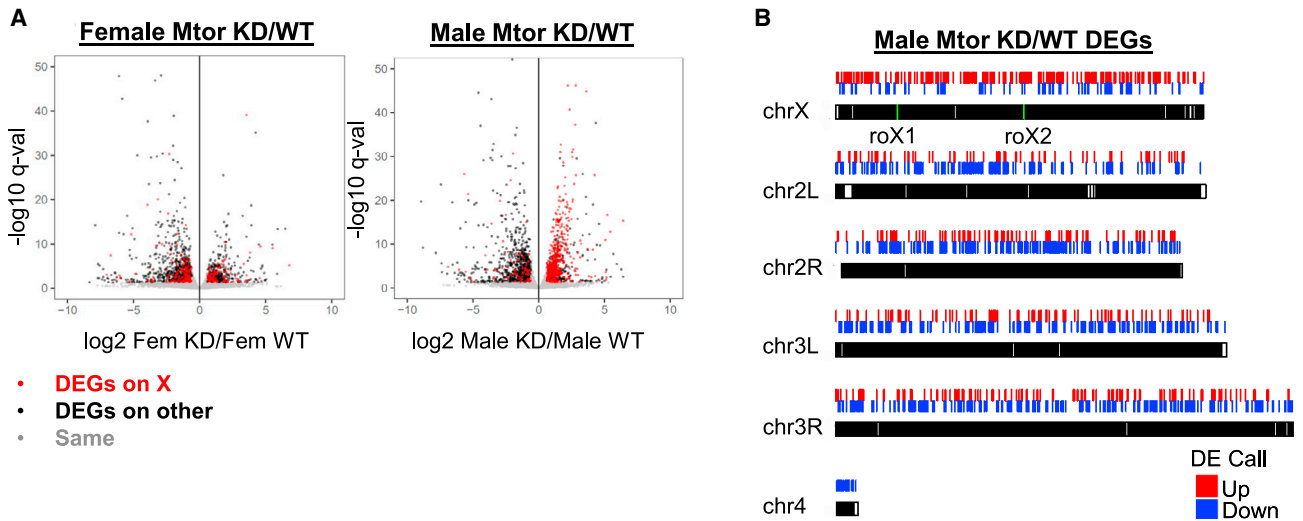 A
Female Mtor KD/WT
Male Mtor KD/WT
-log10 q-val
50
40
30
20
10
0
-10
-5
0
5
10
log2 Fem KD/Fem WT
-log10 q-val
50
40
30
20
10
0
-10
-5
0
5
10
log2 Male KD/Male WT
DEGs on X
DEGs on other
Same
B
Male Mtor KD/WT DEGs
chrX
roX1
roX2
chr2L
chr2R
chr3L
chr3R
chr4
DE Call
Up
Down